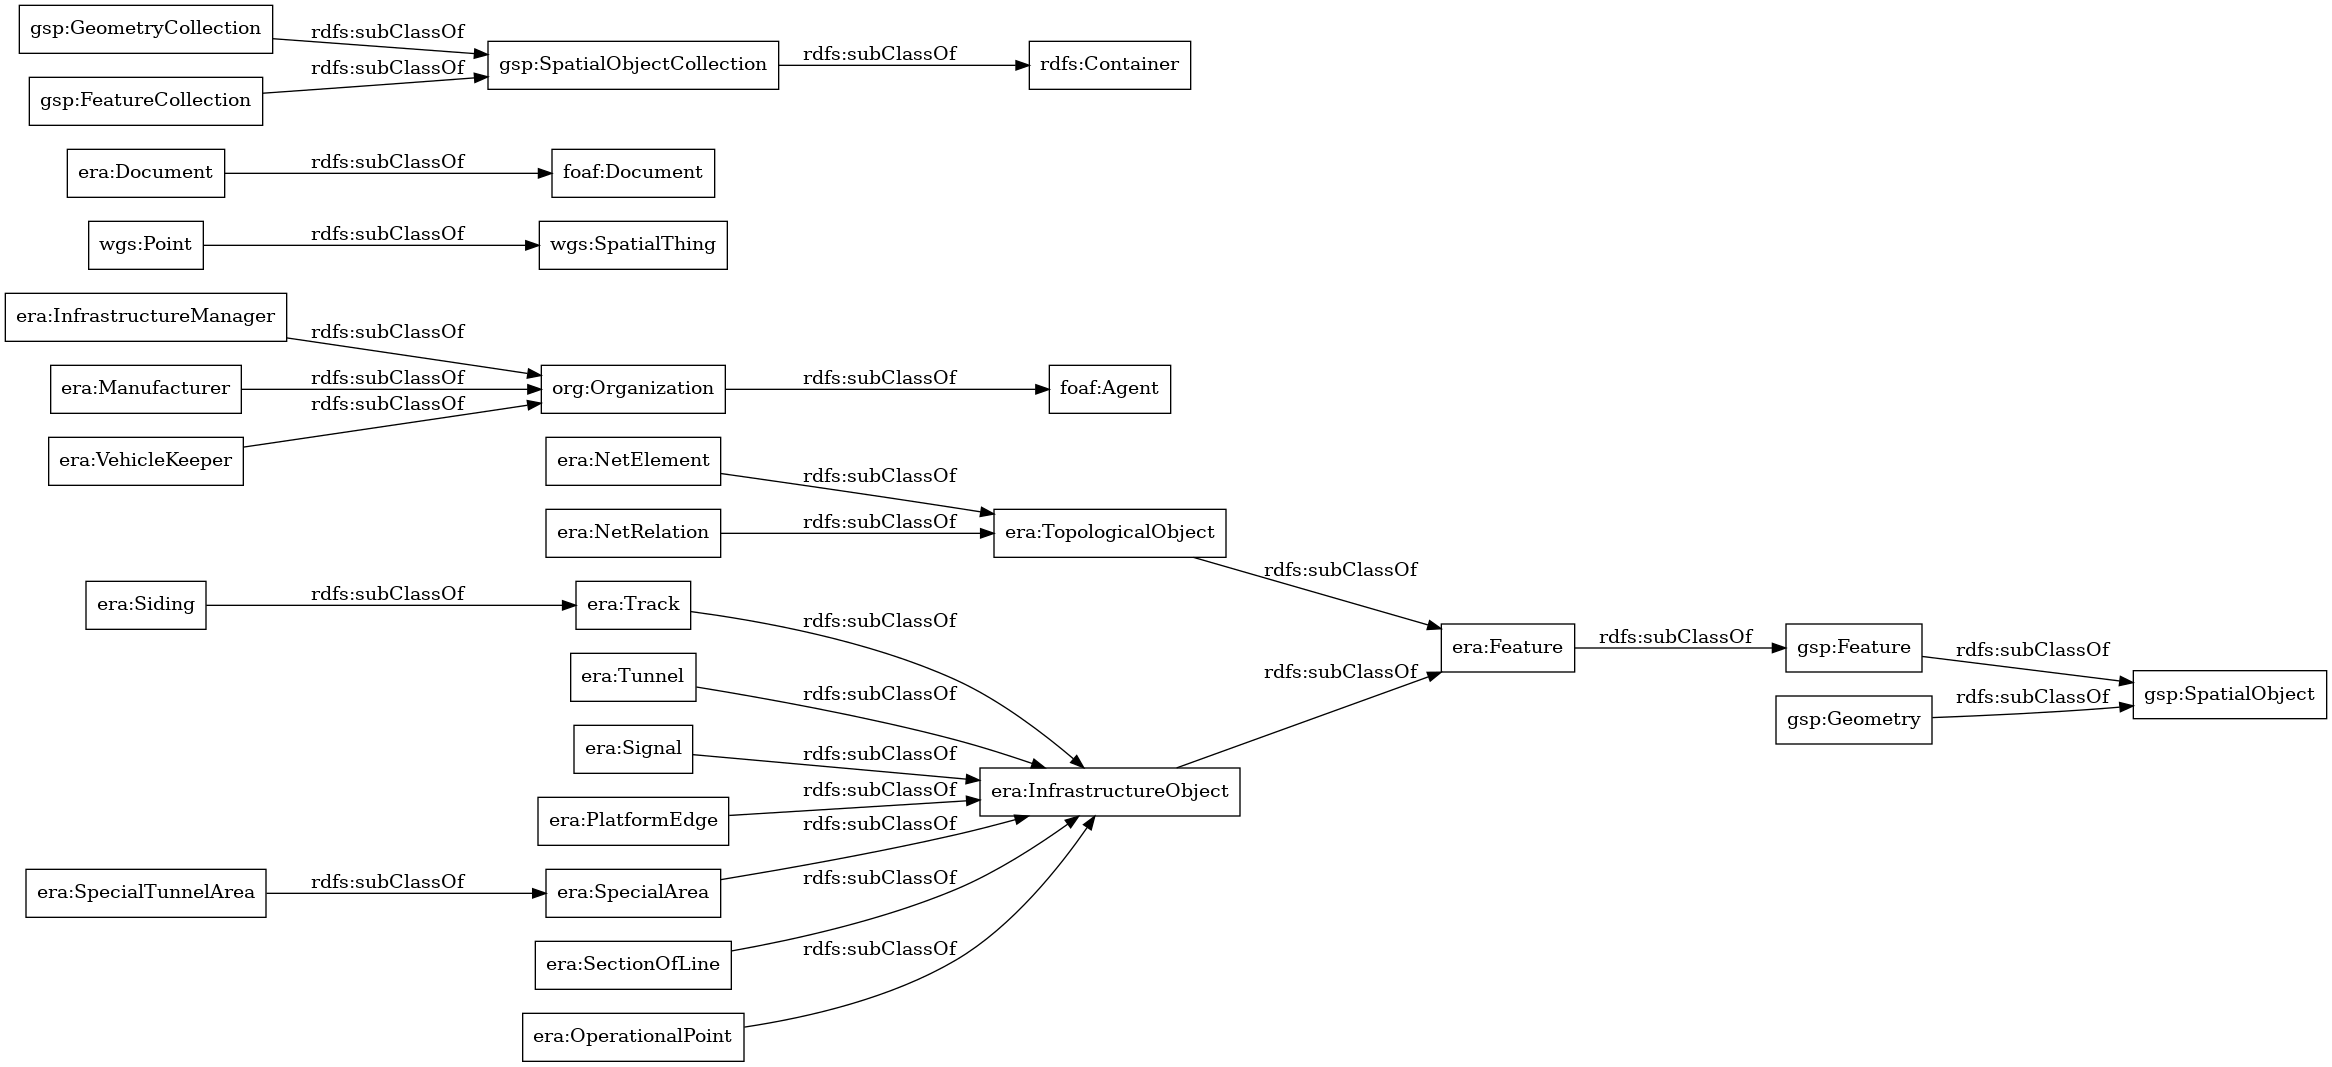 gsp:GeometryCollection
rdfs:subClassOf
gsp:SpatialObjectCollection
rdfs:subClassOf
rdfs:Container
rdfs:subClassOf
gsp:FeatureCollection
era:Document
rdfs:subClassOf
foaf:Document
wgs:Point
rdfs:subClassOf
wgs:SpatialThing
era:InfrastructureManager
rdfs:subClassOf
era:Manufacturer
rdfs:subClassOf
org:Organization
rdfs:subClassOf
foaf:Agent
rdfs:subClassOf
era:VehicleKeeper
era:NetElement
rdfs:subClassOf
era:NetRelation
rdfs:subClassOf
era:TopologicalObject
rdfs:subClassOf
era:Siding
rdfs:subClassOf
era:Track
rdfs:subClassOf
era:Tunnel
rdfs:subClassOf
era:Signal
rdfs:subClassOf
era:PlatformEdge
rdfs:subClassOf
era:InfrastructureObject
rdfs:subClassOf
era:Feature
rdfs:subClassOf
gsp:Feature
rdfs:subClassOf
gsp:SpatialObject
gsp:Geometry
rdfs:subClassOf
era:SpecialTunnelArea
rdfs:subClassOf
era:SpecialArea
rdfs:subClassOf
era:SectionOfLine
rdfs:subClassOf
era:OperationalPoint
rdfs:subClassOf